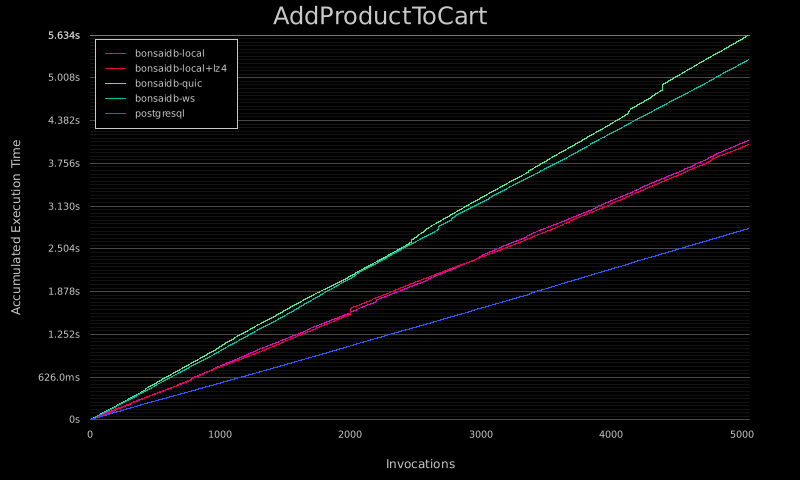 AddProductToCart
5.634s
5.008s
4.382s
3.756s
3.130s
2.504s
1.878s
1.252s
626.0ms
0s
Accumulated Execution Time
bonsaidb-local
bonsaidb-local+lz4
bonsaidb-quic
bonsaidb-ws
postgresql
0
1000
2000
3000
4000
5000
Invocations